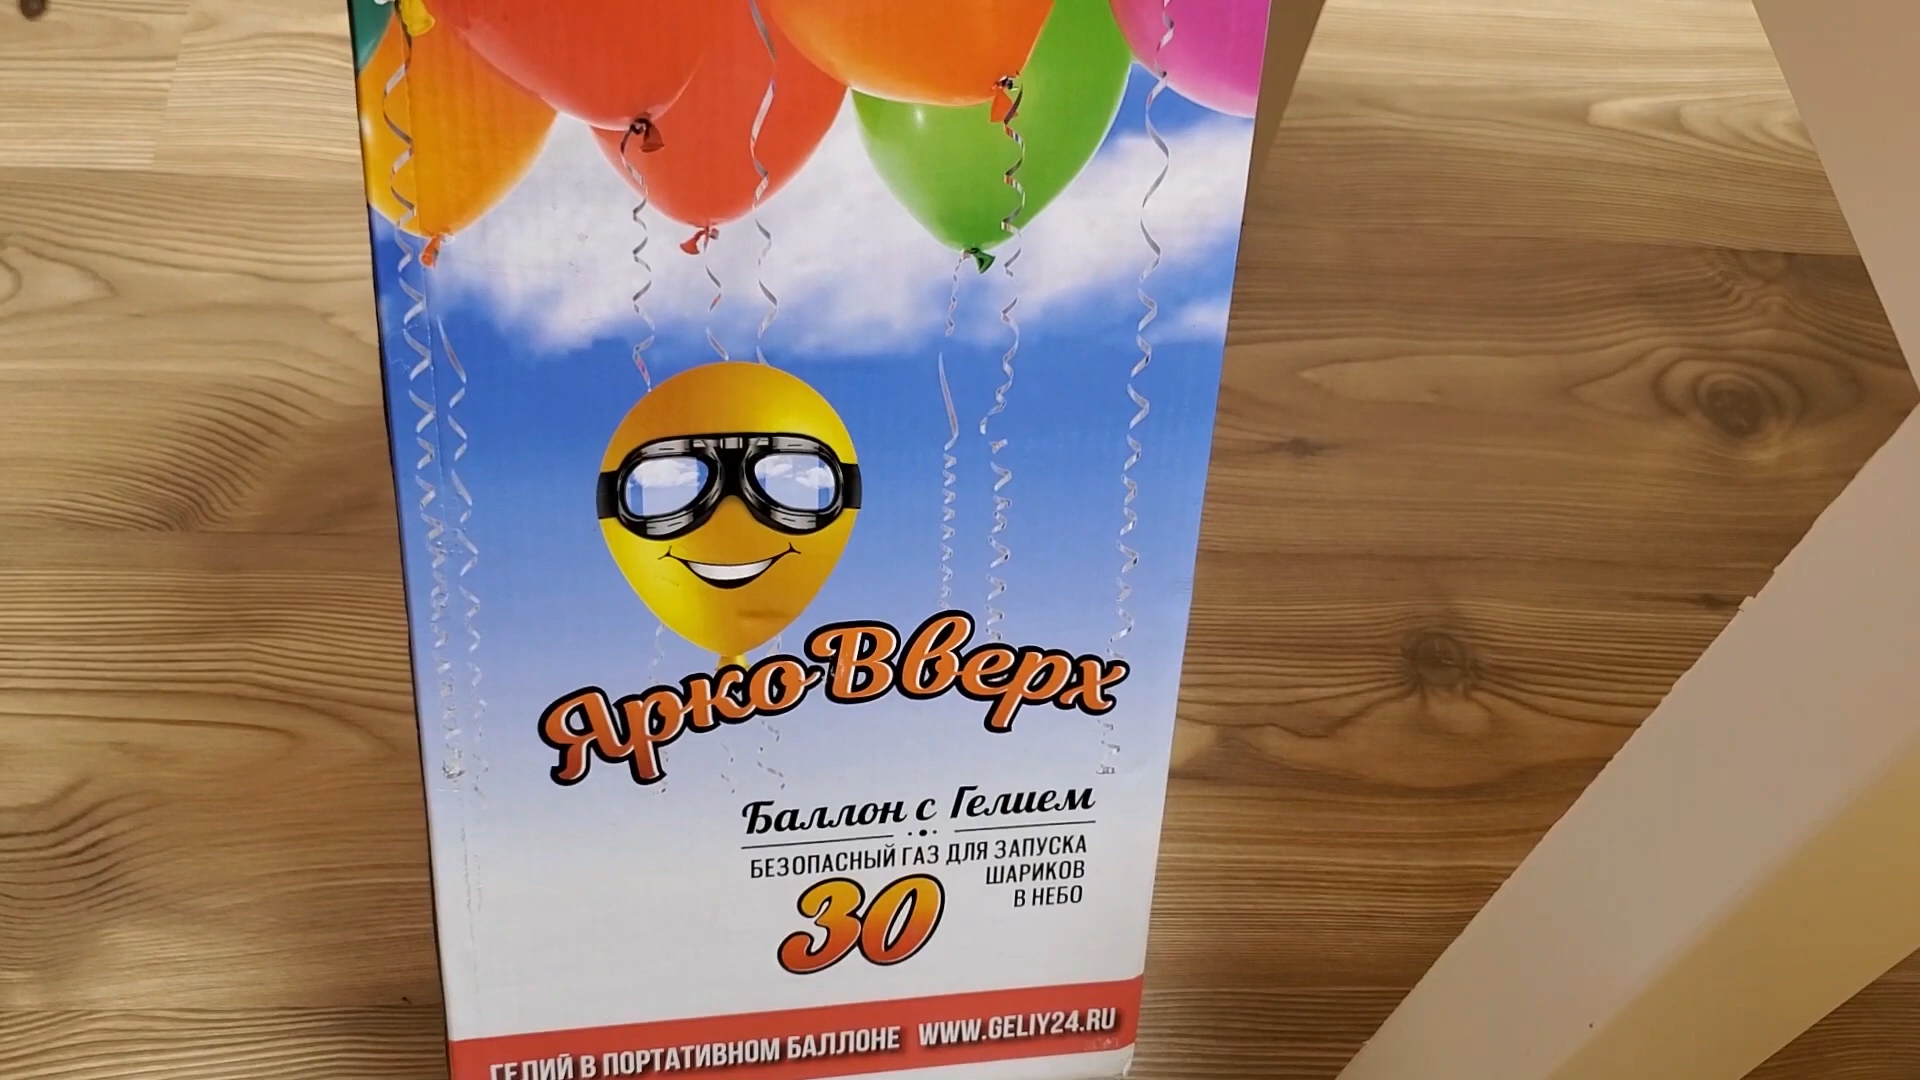 ЯркоВверх
Баллон с Гелием
БЕЗОПАСНЫЙ ГАЗ ДЛЯ ЗАПУСКА
ШАРИКОВ
В НЕБО
30
ГЕЛИЙ В ПОРТАТИВНОМ БАЛЛОНЕ WWW.GELIY24.RU